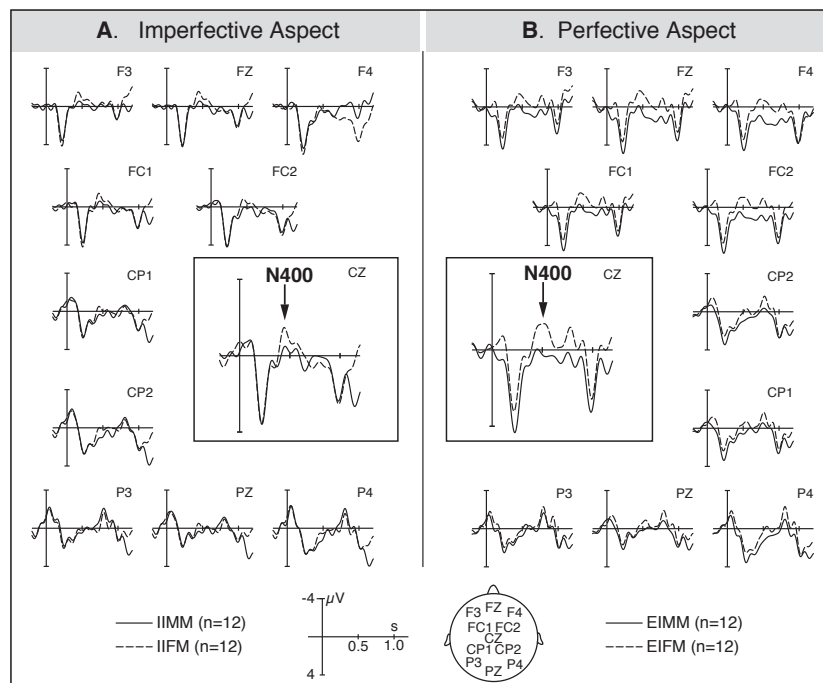 A. Imperfective Aspect
B. Perfective Aspect
F3 FZ F4
F3 FZ F4
FC1 FC2
FC1 FC2
CP1
N400 CZ
N400 CZ
CP2
CP2
CP1
P3 PZ P4
P3 PZ P4
IIMM (n=12)
IIFM (n=12)
-4 µV
s
0.5 1.0
4
FZ
F3 F4
FC1 FC2
CZ
CP1 CP2
P3 P4
PZ
EIMM (n=12)
EIFM (n=12)